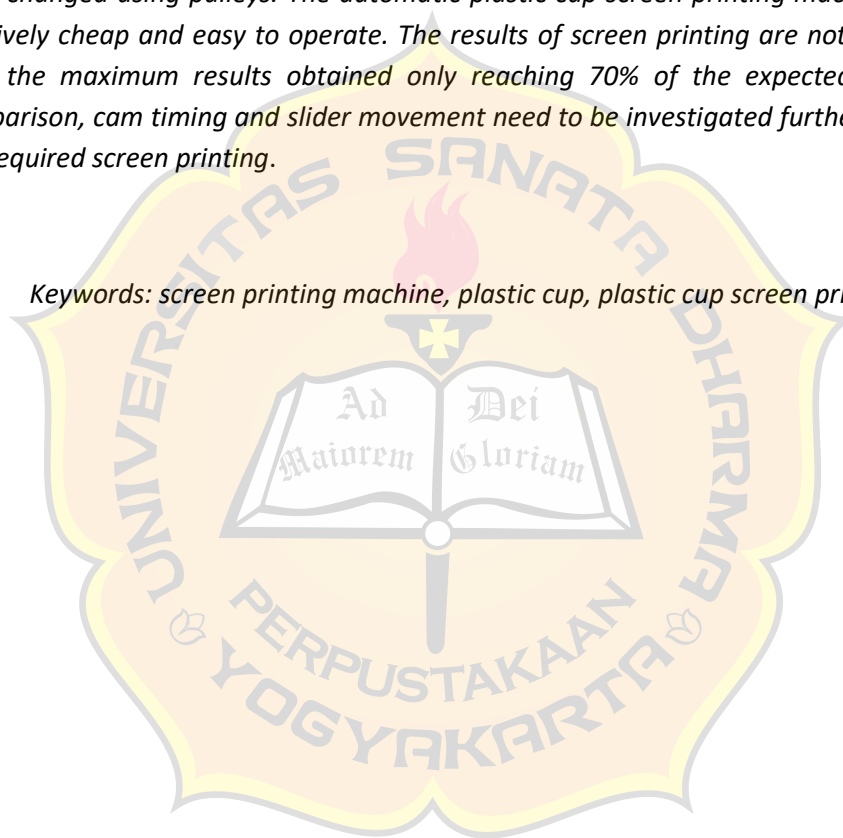 changed using pulleys. The automatic plastic cup screen printing
ively cheap and easy to operate. The results of screen printing are not
the maximum results obtained only reaching 70% of the expected
parison, cam timing and slider movement need to be investigated
equired screen printing.
Keywords: screen printing machine, plastic cup, plastic cup screen
UNIVERSITAS SANATA DHARMA
Ad Dei
Maiorem Gloriam
PERPUSTAKAAN
YOGYAKARTA